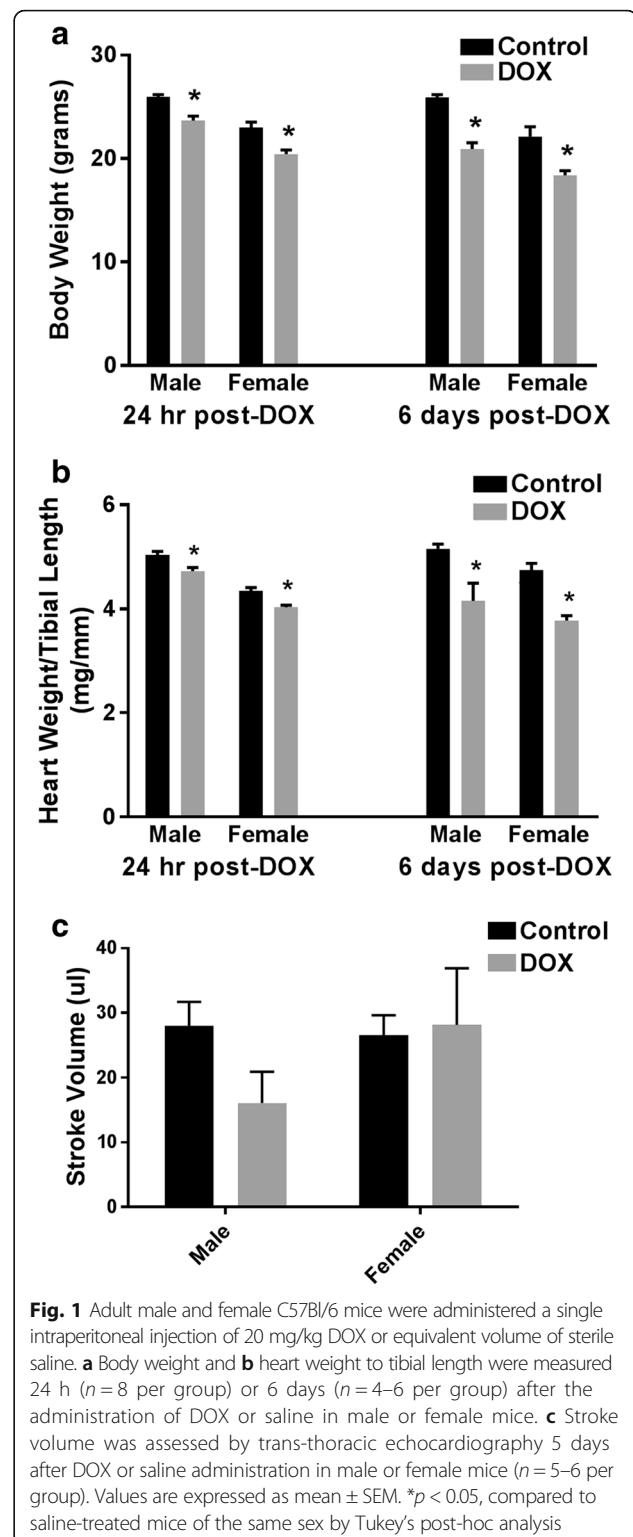 a
Control
DOX
Body Weight (grams)
30
20
10
0
* * * *
Male Female Male Female
24 hr post-DOX 6 days post-DOX
b
Control
DOX
Heart Weight/Tibial Length
(mg/mm)
6
4
2
0
* * * *
Male Female Male Female
24 hr post-DOX 6 days post-DOX
c
Control
DOX
Stroke Volume (ul)
40
30
20
10
0
Male Female
Fig. 1 Adult male and female C57Bl/6 mice were administered a single
intraperitoneal injection of 20 mg/kg DOX or equivalent volume of sterile
saline. a Body weight and b heart weight to tibial length were measured
24 h (n = 8 per group) or 6 days (n = 4–6 per group) after the
administration of DOX or saline in male or female mice. c Stroke
volume was assessed by trans-thoracic echocardiography 5 days
after DOX or saline administration in male or female mice (n = 5–6 per
group). Values are expressed as mean ± SEM. *p < 0.05, compared to
saline-treated mice of the same sex by Tukey's post-hoc analysis